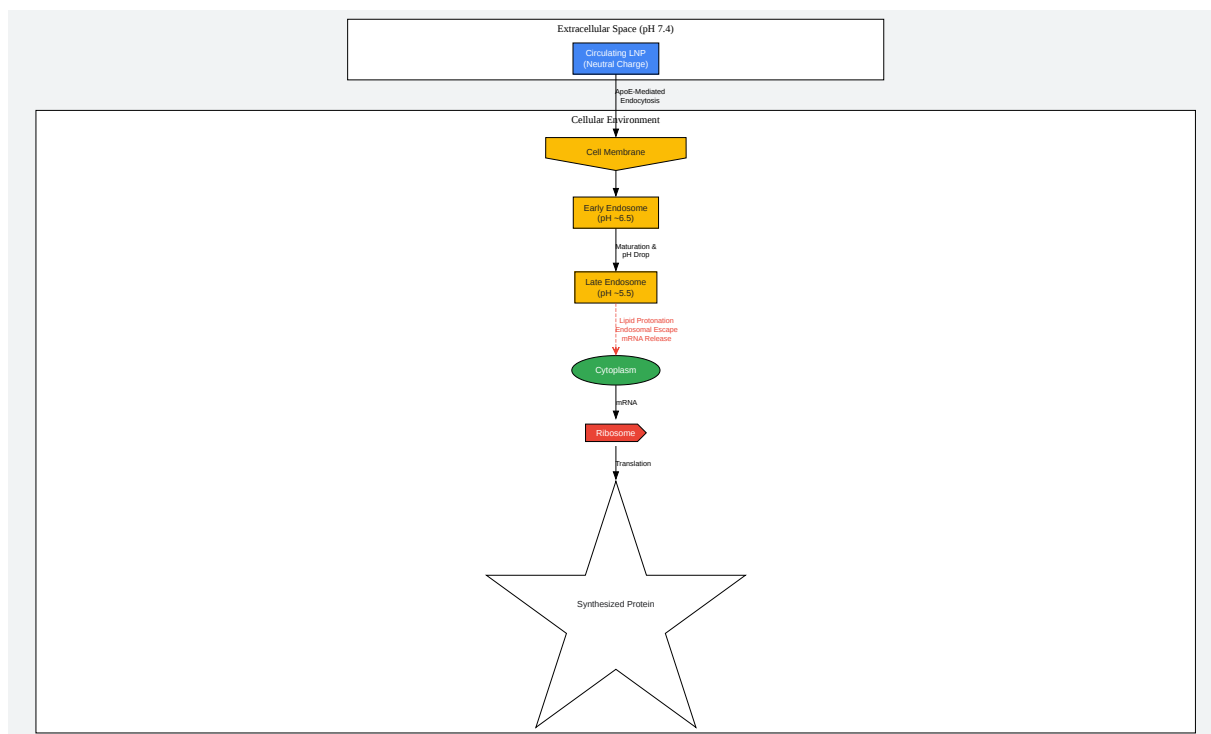 Extracellular Space (pH 7.4)
Circulating LNP
(Neutral Charge)
ApoE-Mediated
Endocytosis
Cellular Environment
Cell Membrane
Early Endosome
(pH ~6.5)
Maturation &
pH Drop
Late Endosome
(pH ~5.5)
Lipid Protonation
Endosomal Escape
mRNA Release
Cytoplasm
mRNA
Ribosome
Translation
Synthesized Protein